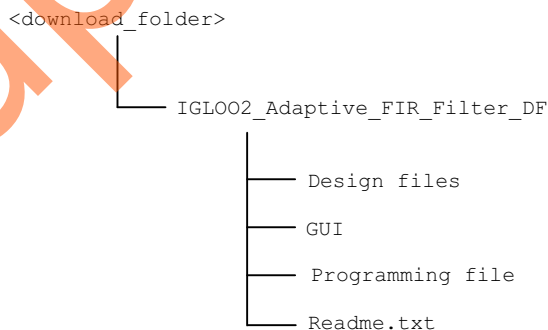 <download_folder>
IGLOO2_Adaptive_FIR_Filter_DF
Design files
GUI
Programming file
Readme.txt